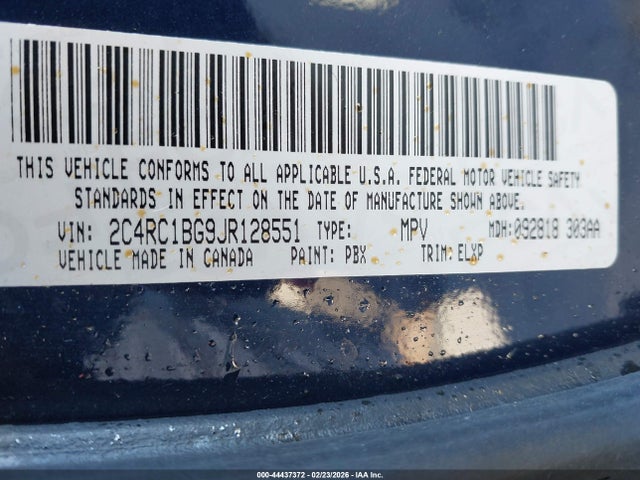 THIS VEHICLE CONFORMS TO ALL APPLICABLE U.S.A. FEDERAL MOTOR VEHICLE SAFETY
STANDARDS IN EFFECT ON THE DATE OF MANUFACTURE SHOWN ABOVE.
VIN: 2C4RC1BG9JR128551 TYPE: MPV MDH: 092818 303AA
VEHICLE MADE IN CANADA PAINT: PBX TRIM: ELXP
000-44437372 - 02/23/2026 - IAA Inc.